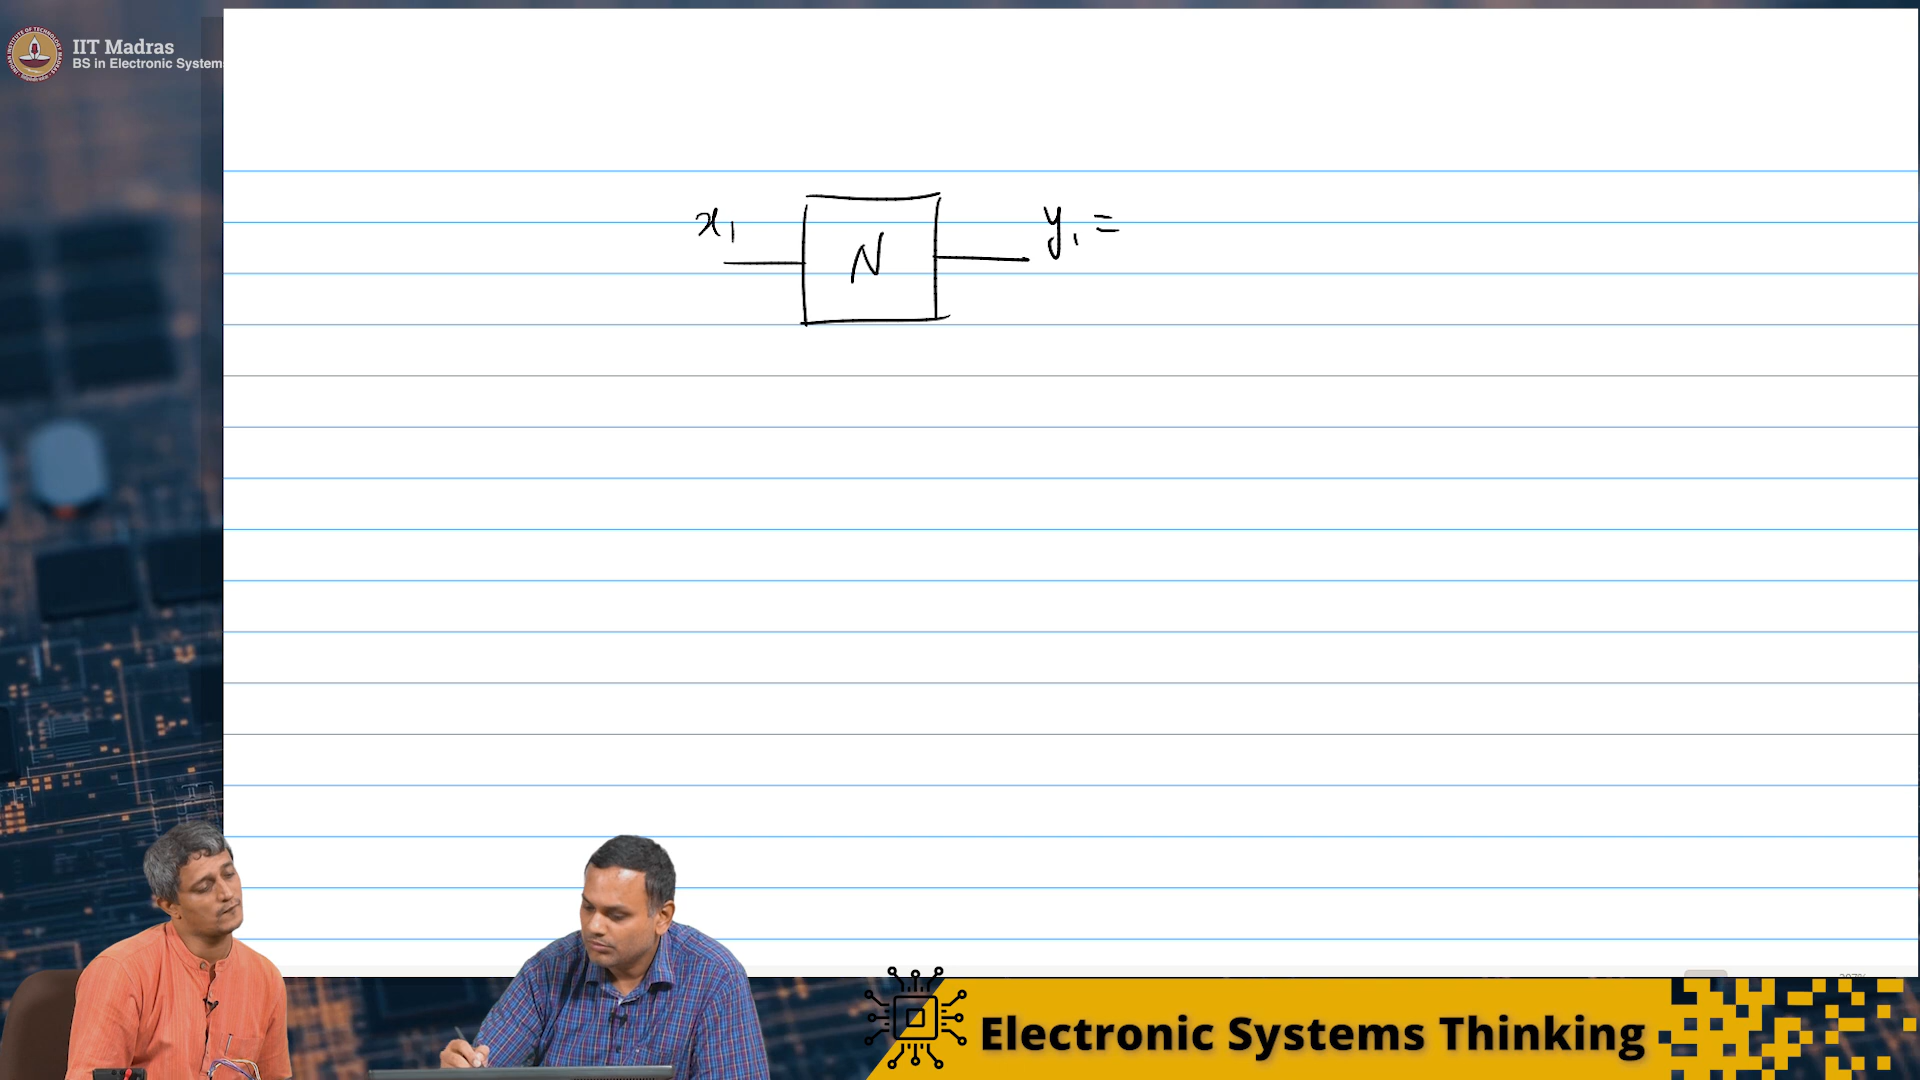 IIT Madras
BS in Electronic System
x₁
N
y₁ =
Electronic Systems Thinking